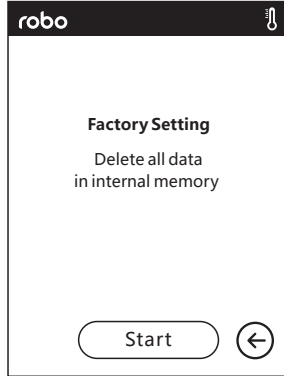 robo
Factory Setting
Delete all data
in internal memory
Start